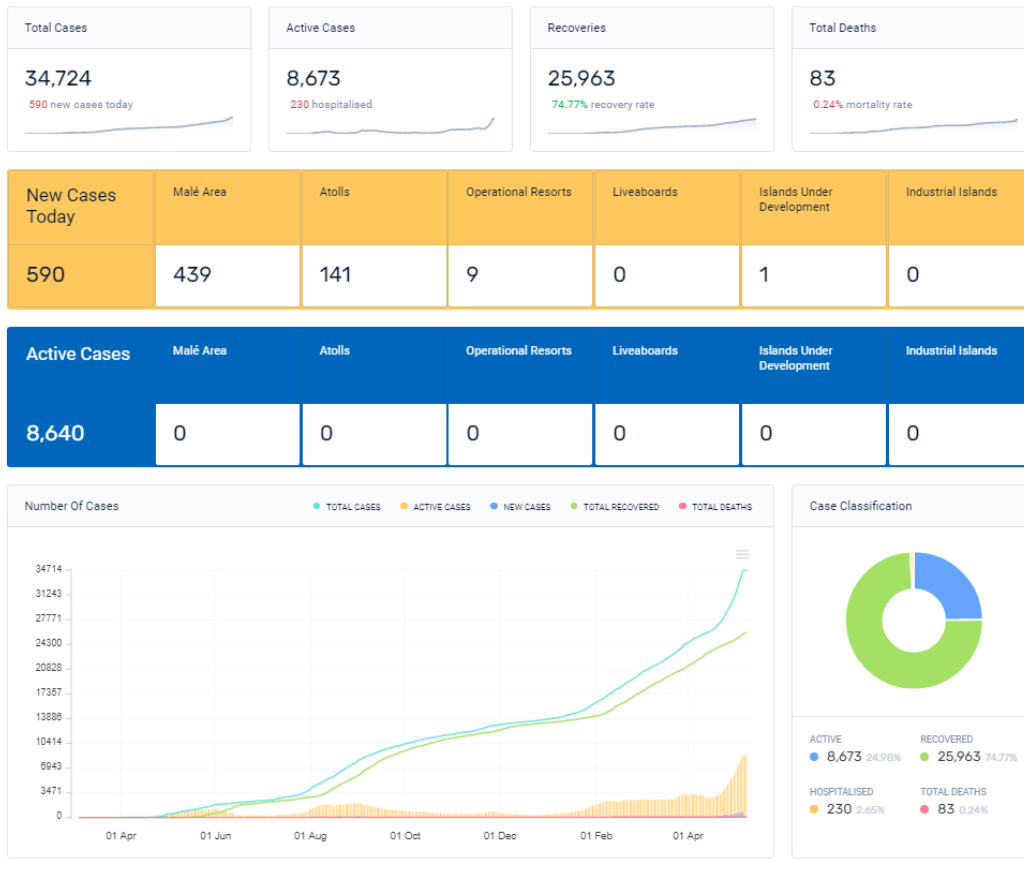 Total Cases
34,724
590 new cases today
Active Cases
8,673
230 hospitalised
Recoveries
25,963
74.77% recovery rate
Total Deaths
83
0.24% mortality rate
New Cases
Today
Malé Area
Atolls
Operational Resorts
Liveaboards
Islands Under
Development
Industrial Islands
590
439
141
9
0
1
0
Active Cases
Malé Area
Atolls
Operational Resorts
Liveaboards
Islands Under
Development
Industrial Islands
8,640
0
0
0
0
0
0
Number Of Cases
TOTAL CASES
ACTIVE CASES
NEW CASES
TOTAL RECOVERED
TOTAL DEATHS
34714
31243
27771
24300
20828
17357
13886
10414
6943
3471
0
01 Apr
01 Jun
01 Aug
01 Oct
01 Dec
01 Feb
01 Apr
Case Classification
ACTIVE
8,673 24.98%
RECOVERED
25,963 74.77%
HOSPITALISED
230 2.65%
TOTAL DEATHS
83 0.24%